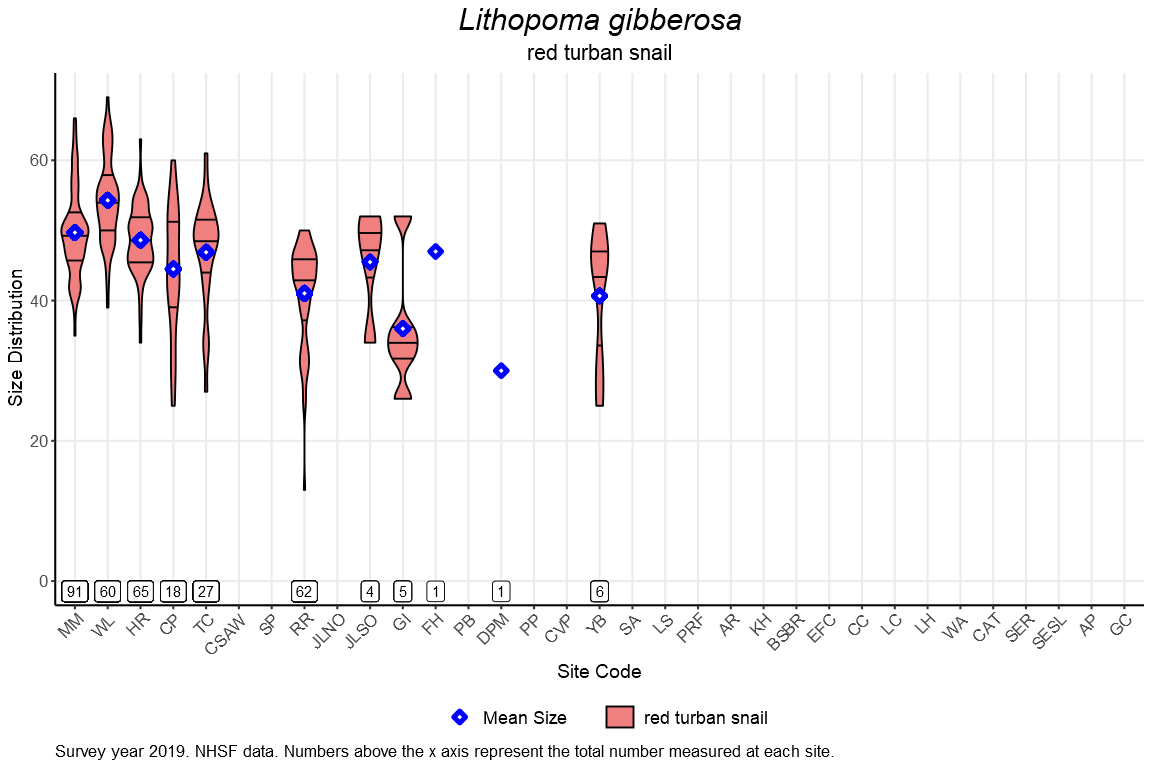 Lithopoma gibberosa
red turban snail
Size Distribution
60
40
20
0
91 60 65 18 27 62 4 5 1 1 6
MM WL HR CP TC CSAW SP RR JLNO JLSO GI FH PB DPM PP CVP YB SA LS PRF AR KH BSBR EFC CC LC LH WA CAT SER SESL AP GC
Site Code
Mean Size red turban snail
Survey year 2019. NHSF data. Numbers above the x axis represent the total number measured at each site.